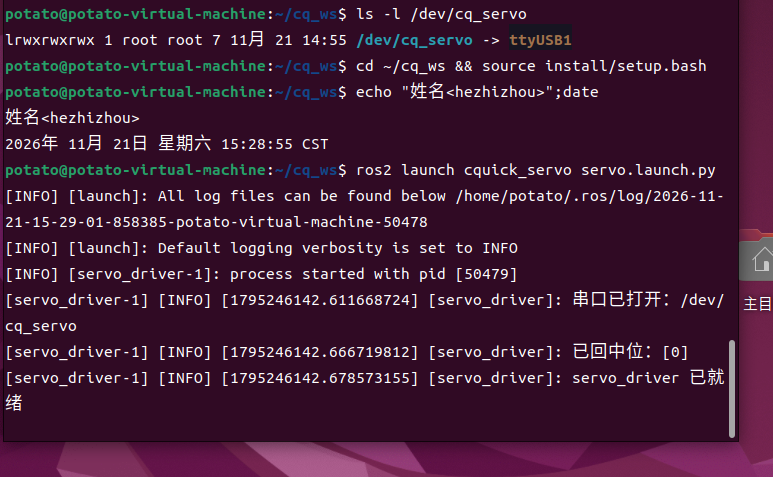 potato@potato-virtual-machine:~/cq_ws$ ls -l /dev/cq_servo
lrwxrwxrwx 1 root root 7 11月 21 14:55 /dev/cq_servo -> ttyUSB1
potato@potato-virtual-machine:~/cq_ws$ cd ~/cq_ws && source install/setup.bash
potato@potato-virtual-machine:~/cq_ws$ echo "姓名<hezhizhou>";date
姓名<hezhizhou>
2026年 11月 21日 星期六 15:28:55 CST
potato@potato-virtual-machine:~/cq_ws$ ros2 launch cquick_servo servo.launch.py
[INFO] [launch]: All log files can be found below /home/potato/.ros/log/2026-11-
21-15-29-01-858385-potato-virtual-machine-50478
[INFO] [launch]: Default logging verbosity is set to INFO
[INFO] [servo_driver-1]: process started with pid [50479]
[servo_driver-1] [INFO] [1795246142.611668724] [servo_driver]: 串口已打开：/dev/
cq_servo
[servo_driver-1] [INFO] [1795246142.666719812] [servo_driver]: 已回中位：[0]
[servo_driver-1] [INFO] [1795246142.678573155] [servo_driver]: servo_driver 已就
绪
主目